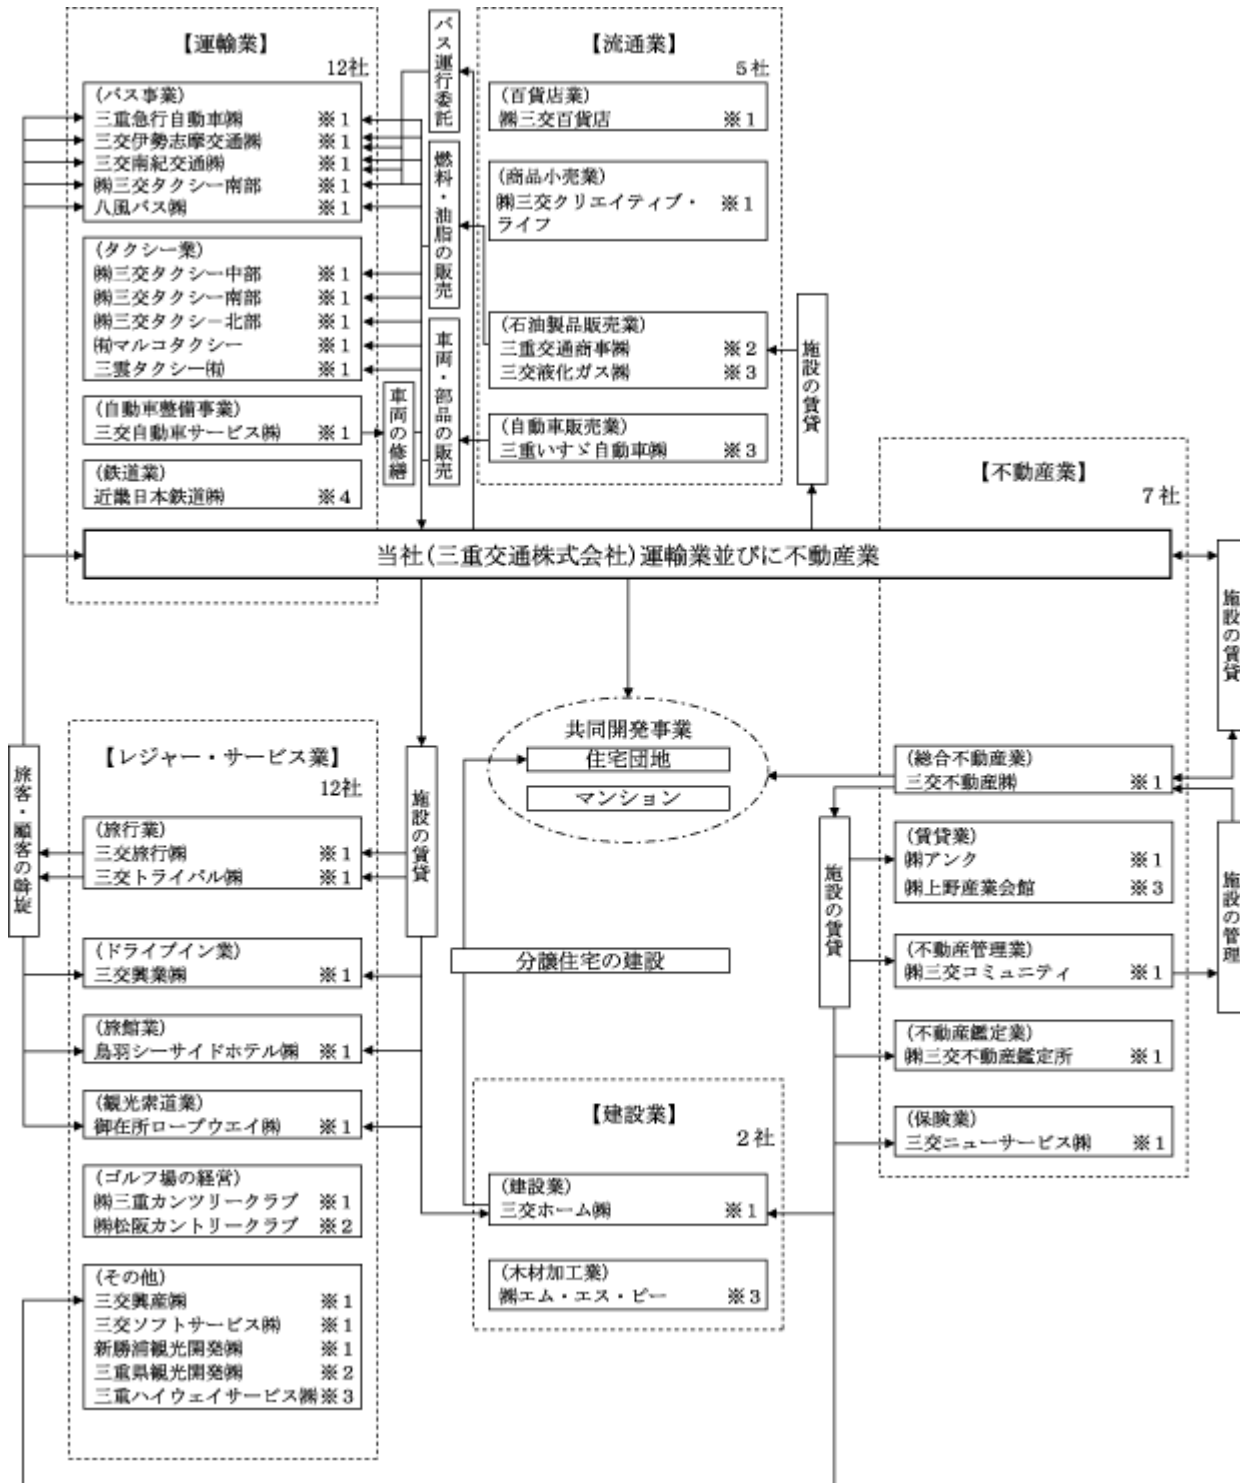 【運輸業】
12社
(バス事業)
三重急行自動車㈱ ※1
三交伊勢志摩交通㈱ ※1
三交南紀交通㈱ ※1
㈱三交タクシー南部 ※1
八風バス㈱ ※1
(タクシー業)
㈱三交タクシー中部 ※1
㈱三交タクシー南部 ※1
㈱三交タクシー北部 ※1
㈲マルコタクシー ※1
三雲タクシー㈲ ※1
(自動車整備事業)
三交自動車サービス㈱ ※1
(鉄道業)
近畿日本鉄道㈱ ※4
バス運行委託
燃料・油脂の販売
車両・部品の販売
車両の修繕
【流通業】
5社
(百貨店業)
㈱三交百貨店 ※1
(商品小売業)
㈱三交クリエイティブ・ ※1
ライフ
(石油製品販売業)
三重交通商事㈱ ※2
三交液化ガス㈱ ※3
(自動車販売業)
三重いすゞ自動車㈱ ※3
施設の賃貸
当社(三重交通株式会社)運輸業並びに不動産業
【不動産業】
7社
施設の賃貸
(総合不動産業)
三交不動産㈱ ※1
(賃貸業)
㈱アンク ※1
㈱上野産業会館 ※3
(不動産管理業)
㈱三交コミュニティ ※1
(不動産鑑定業)
㈱三交不動産鑑定所 ※1
(保険業)
三交ニューサービス㈱ ※1
施設の賃貸
施設の管理
共同開発事業
住宅団地
マンション
分譲住宅の建設
【建設業】
2社
(建設業)
三交ホーム㈱ ※1
(木材加工業)
㈱エム・エス・ピー ※3
旅客・顧客の斡旋
施設の賃貸
【レジャー・サービス業】
12社
(旅行業)
三交旅行㈱ ※1
三交トライパル㈱ ※1
(ドライブイン業)
三交興業㈱ ※1
(旅館業)
鳥羽シーサイドホテル㈱ ※1
(観光索道業)
御在所ロープウエイ㈱ ※1
(ゴルフ場の経営)
㈱三重カンツリークラブ ※1
㈱松阪カントリークラブ ※2
(その他)
三交興産㈱ ※1
三交ソフトサービス㈱ ※1
新勝浦観光開発㈱ ※1
三重県観光開発㈱ ※2
三重ハイウェイサービス㈱※3